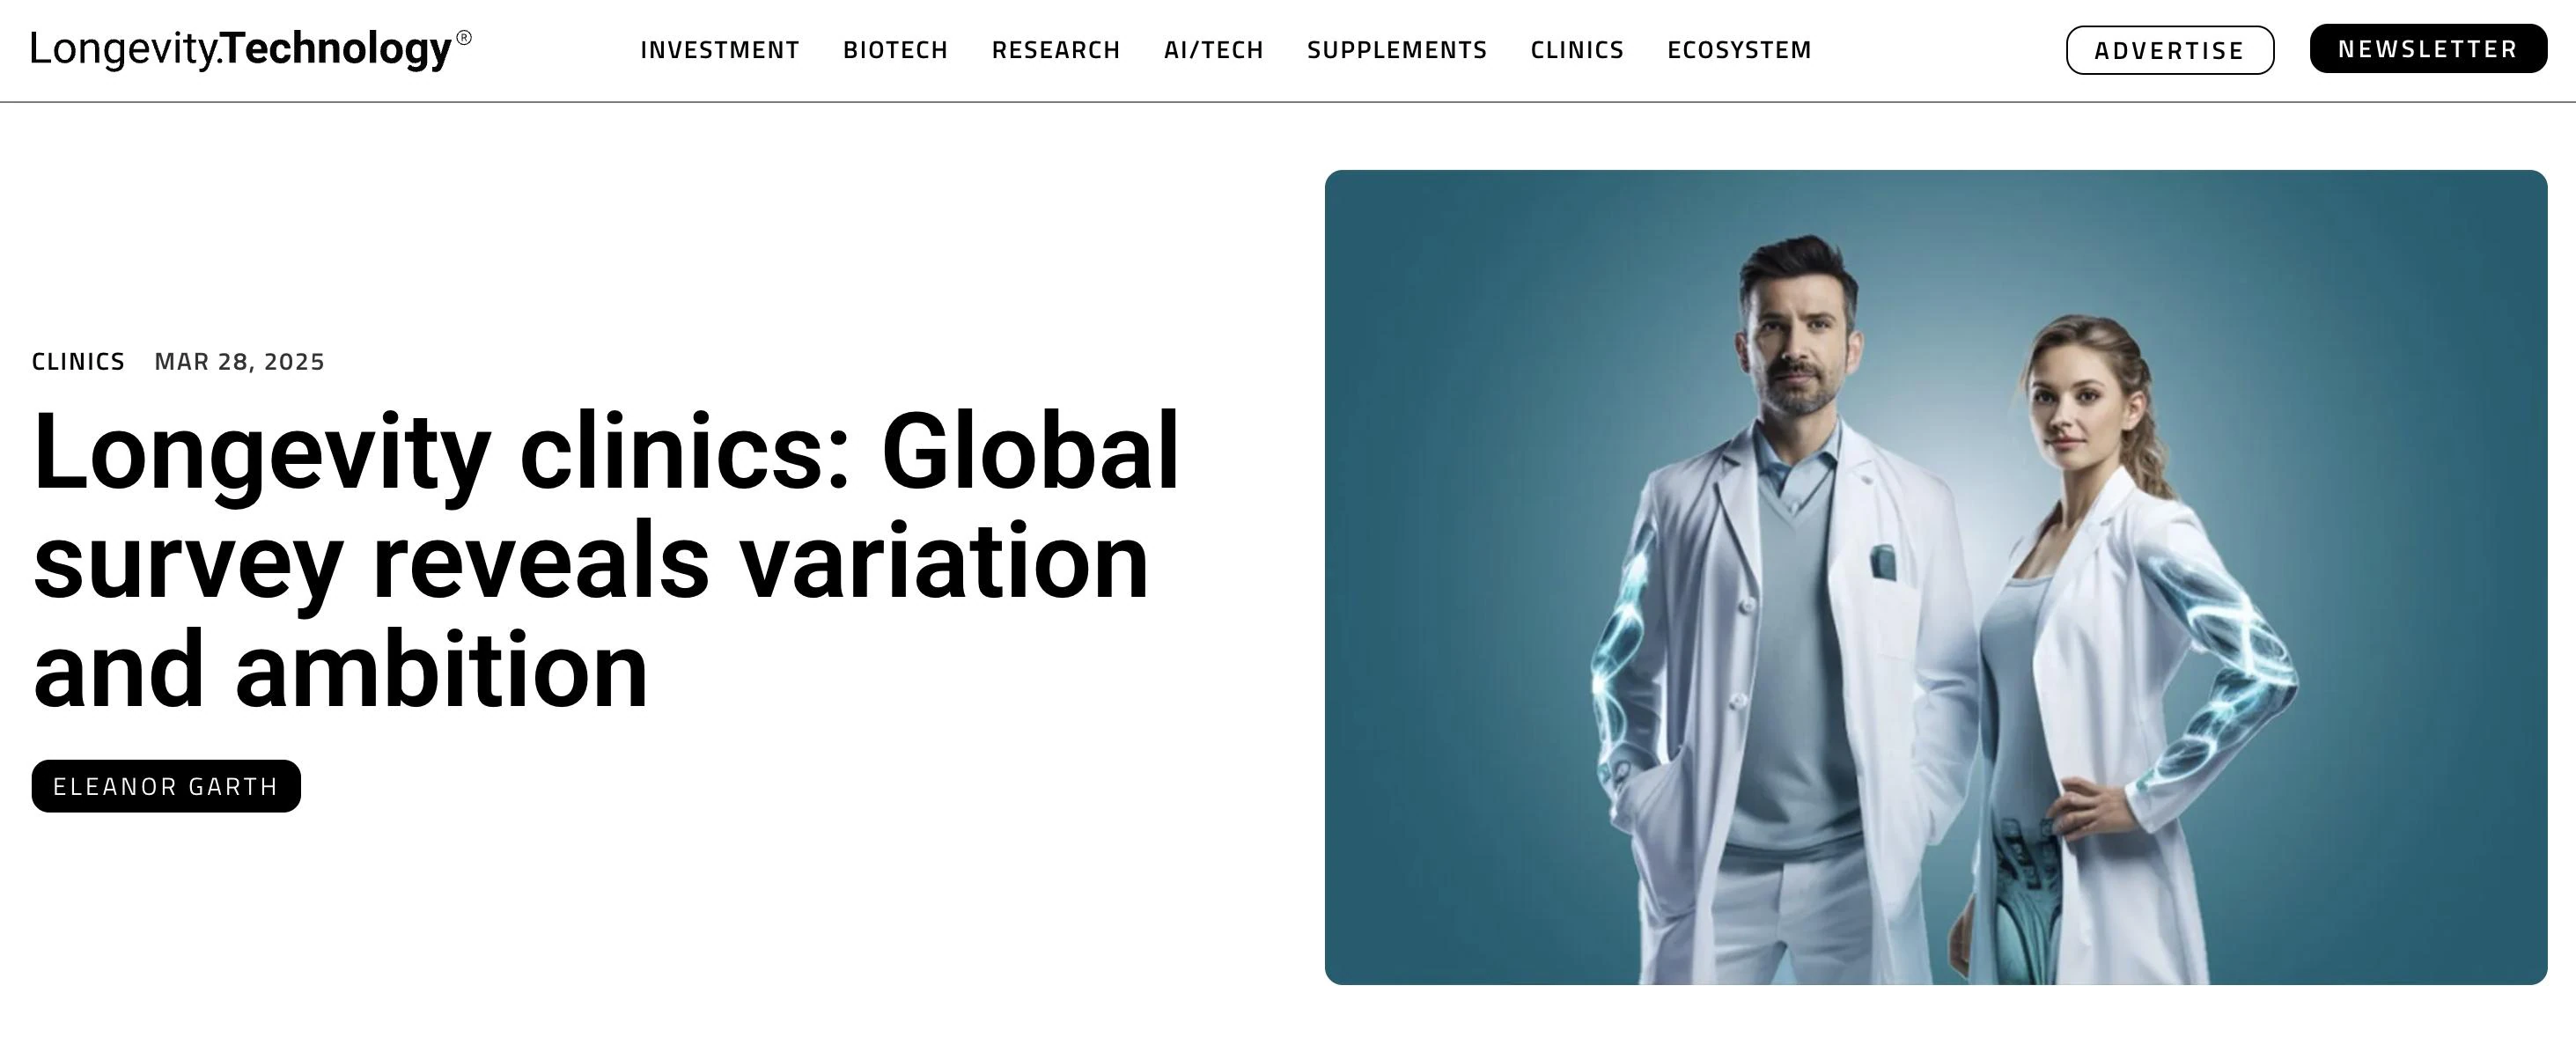 Longevity.Technology®
INVESTMENT BIOTECH RESEARCH AI/TECH SUPPLEMENTS CLINICS ECOSYSTEM
ADVERTISE
NEWSLETTER
CLINICS MAR 28, 2025
Longevity clinics: Global
survey reveals variation
and ambition
ELEANOR GARTH